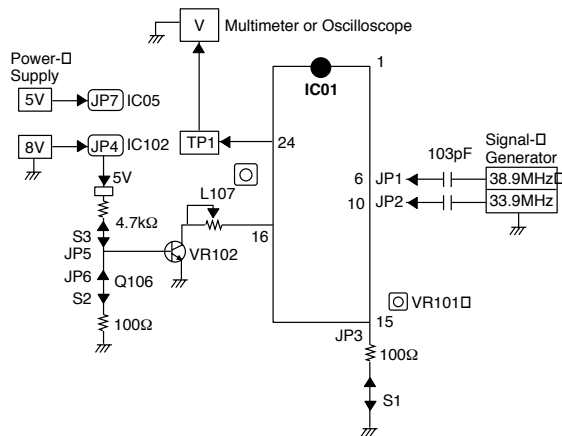 V Multimeter or Oscilloscope
Power-□
Supply
5V JP7 IC05
8V JP4 IC102
1
IC01
TP1 24
5V
4.7kΩ
S3
JP5
JP6 Q106
S2
100Ω
L107
VR102
16
103pF
Signal-□
Generator
6 JP1 38.9MHz□
10 JP2 33.9MHz
VR101□
15
JP3
100Ω
S1